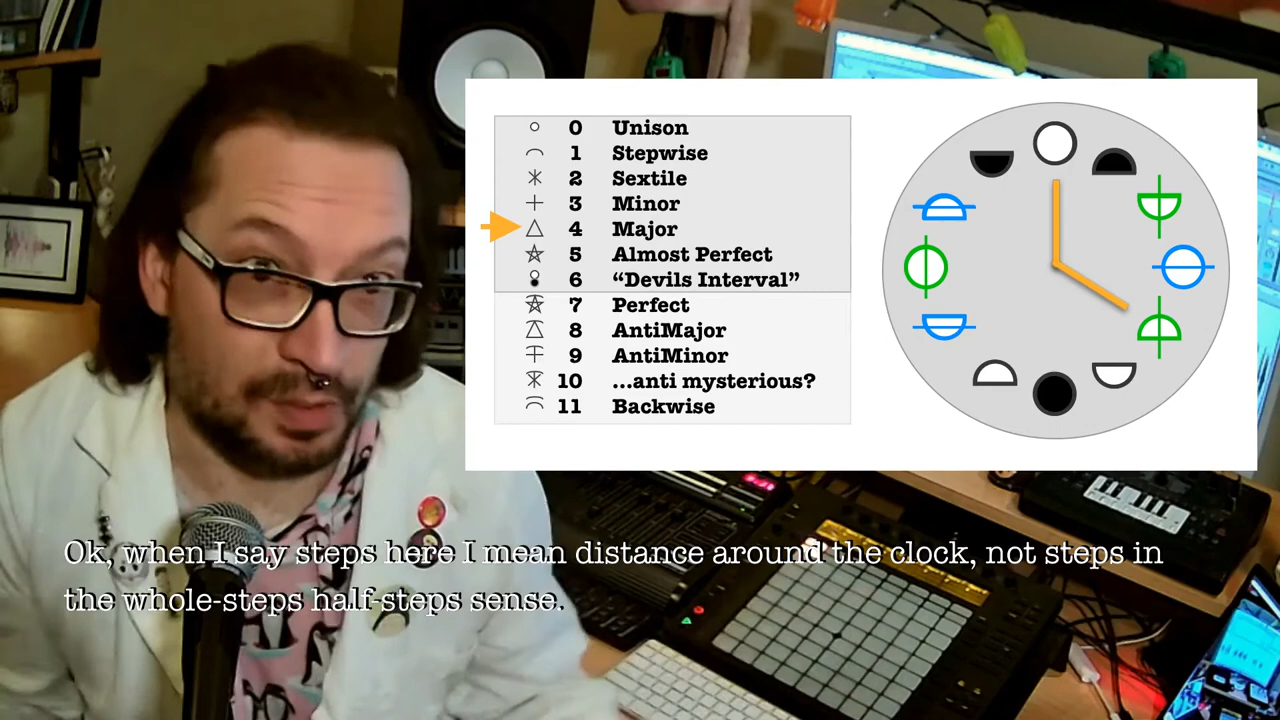 0 Unison
1 Stepwise
2 Sextile
3 Minor
4 Major
5 Almost Perfect
6 “Devils Interval”
7 Perfect
8 AntiMajor
9 AntiMinor
10 ...anti mysterious?
11 Backwise
Ok, when I say steps here I mean distance around the clock, not steps in
the whole-steps half-steps sense.